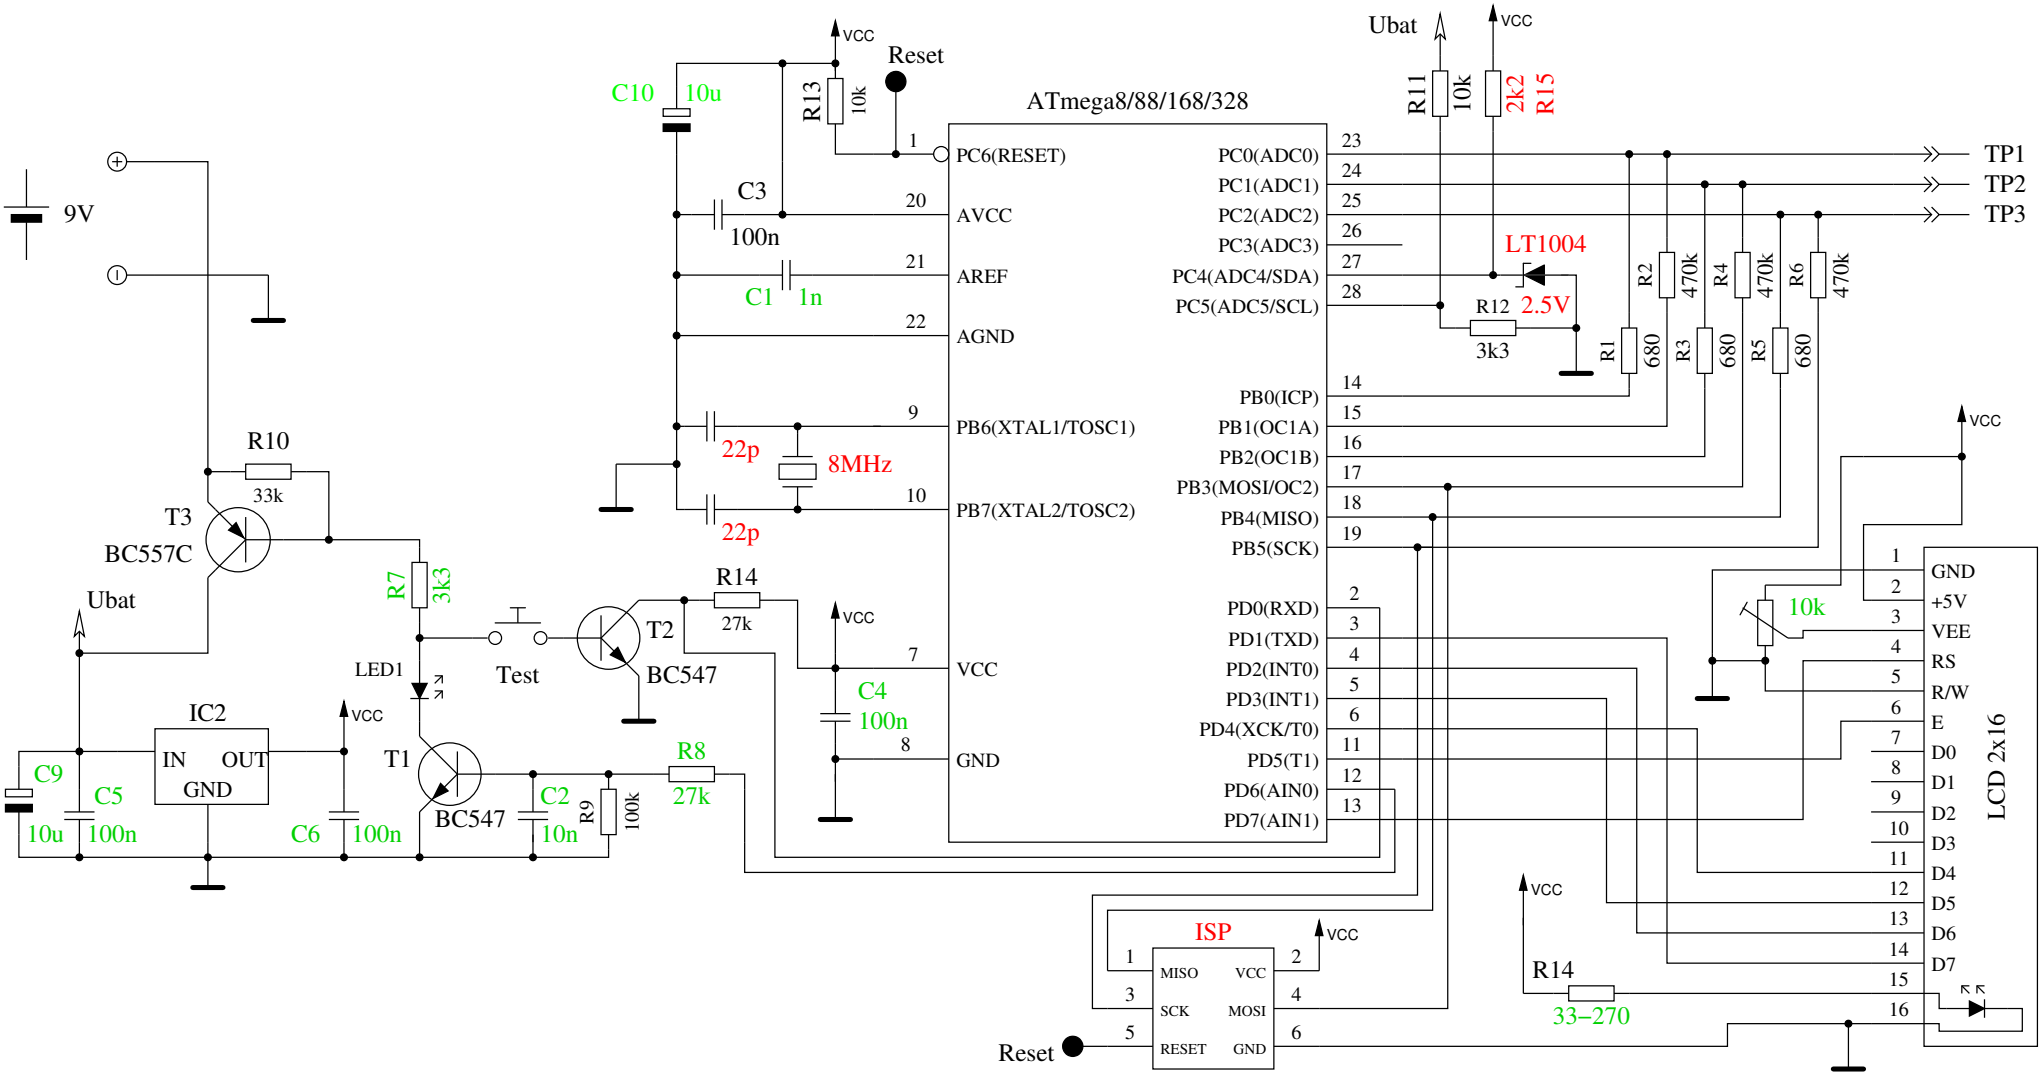 9V
R10
33k
T3
BC557C
Ubat
R7
3k3
LED1
Test
T2
BC547
R14
27k
IC2
IN
OUT
GND
VCC
C9
10u
C5
100n
C6
100n
T1
BC547
C2
10n
R9
100k
R8
27k
C10
10u
VCC
R13
10k
Reset
C3
100n
C1
1n
22p
8MHz
22p
VCC
C4
100n
ATmega8/88/168/328
1
PC6(RESET)
20
AVCC
21
AREF
22
AGND
9
PB6(XTAL1/TOSC1)
10
PB7(XTAL2/TOSC2)
7
VCC
8
GND
PC0(ADC0)
23
PC1(ADC1)
24
PC2(ADC2)
25
PC3(ADC3)
26
PC4(ADC4/SDA)
27
PC5(ADC5/SCL)
28
PB0(ICP)
14
PB1(OC1A)
15
PB2(OC1B)
16
PB3(MOSI/OC2)
17
PB4(MISO)
18
PB5(SCK)
19
PD0(RXD)
2
PD1(TXD)
3
PD2(INT0)
4
PD3(INT1)
5
PD4(XCK/T0)
6
PD5(T1)
11
PD6(AIN0)
12
PD7(AIN1)
13
Ubat
VCC
R11
10k
2k2
R15
LT1004
2.5V
R12
3k3
TP1
TP2
TP3
R2
470k
R4
470k
R6
470k
R1
680
R3
680
R5
680
VCC
10k
1
GND
2
+5V
3
VEE
4
RS
5
R/W
6
E
7
D0
8
D1
9
D2
10
D3
11
D4
12
D5
13
D6
14
D7
15
16
LCD 2x16
VCC
R14
33−270
ISP
VCC
1
MISO
VCC
2
3
SCK
MOSI
4
5
RESET
GND
6
Reset